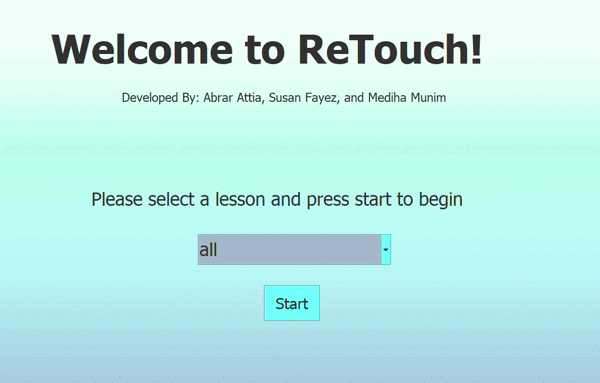 Welcome to ReTouch!
Developed By: Abrar Attia, Susan Fayez, and Mediha Munim
Please select a lesson and press start to begin
all
Start